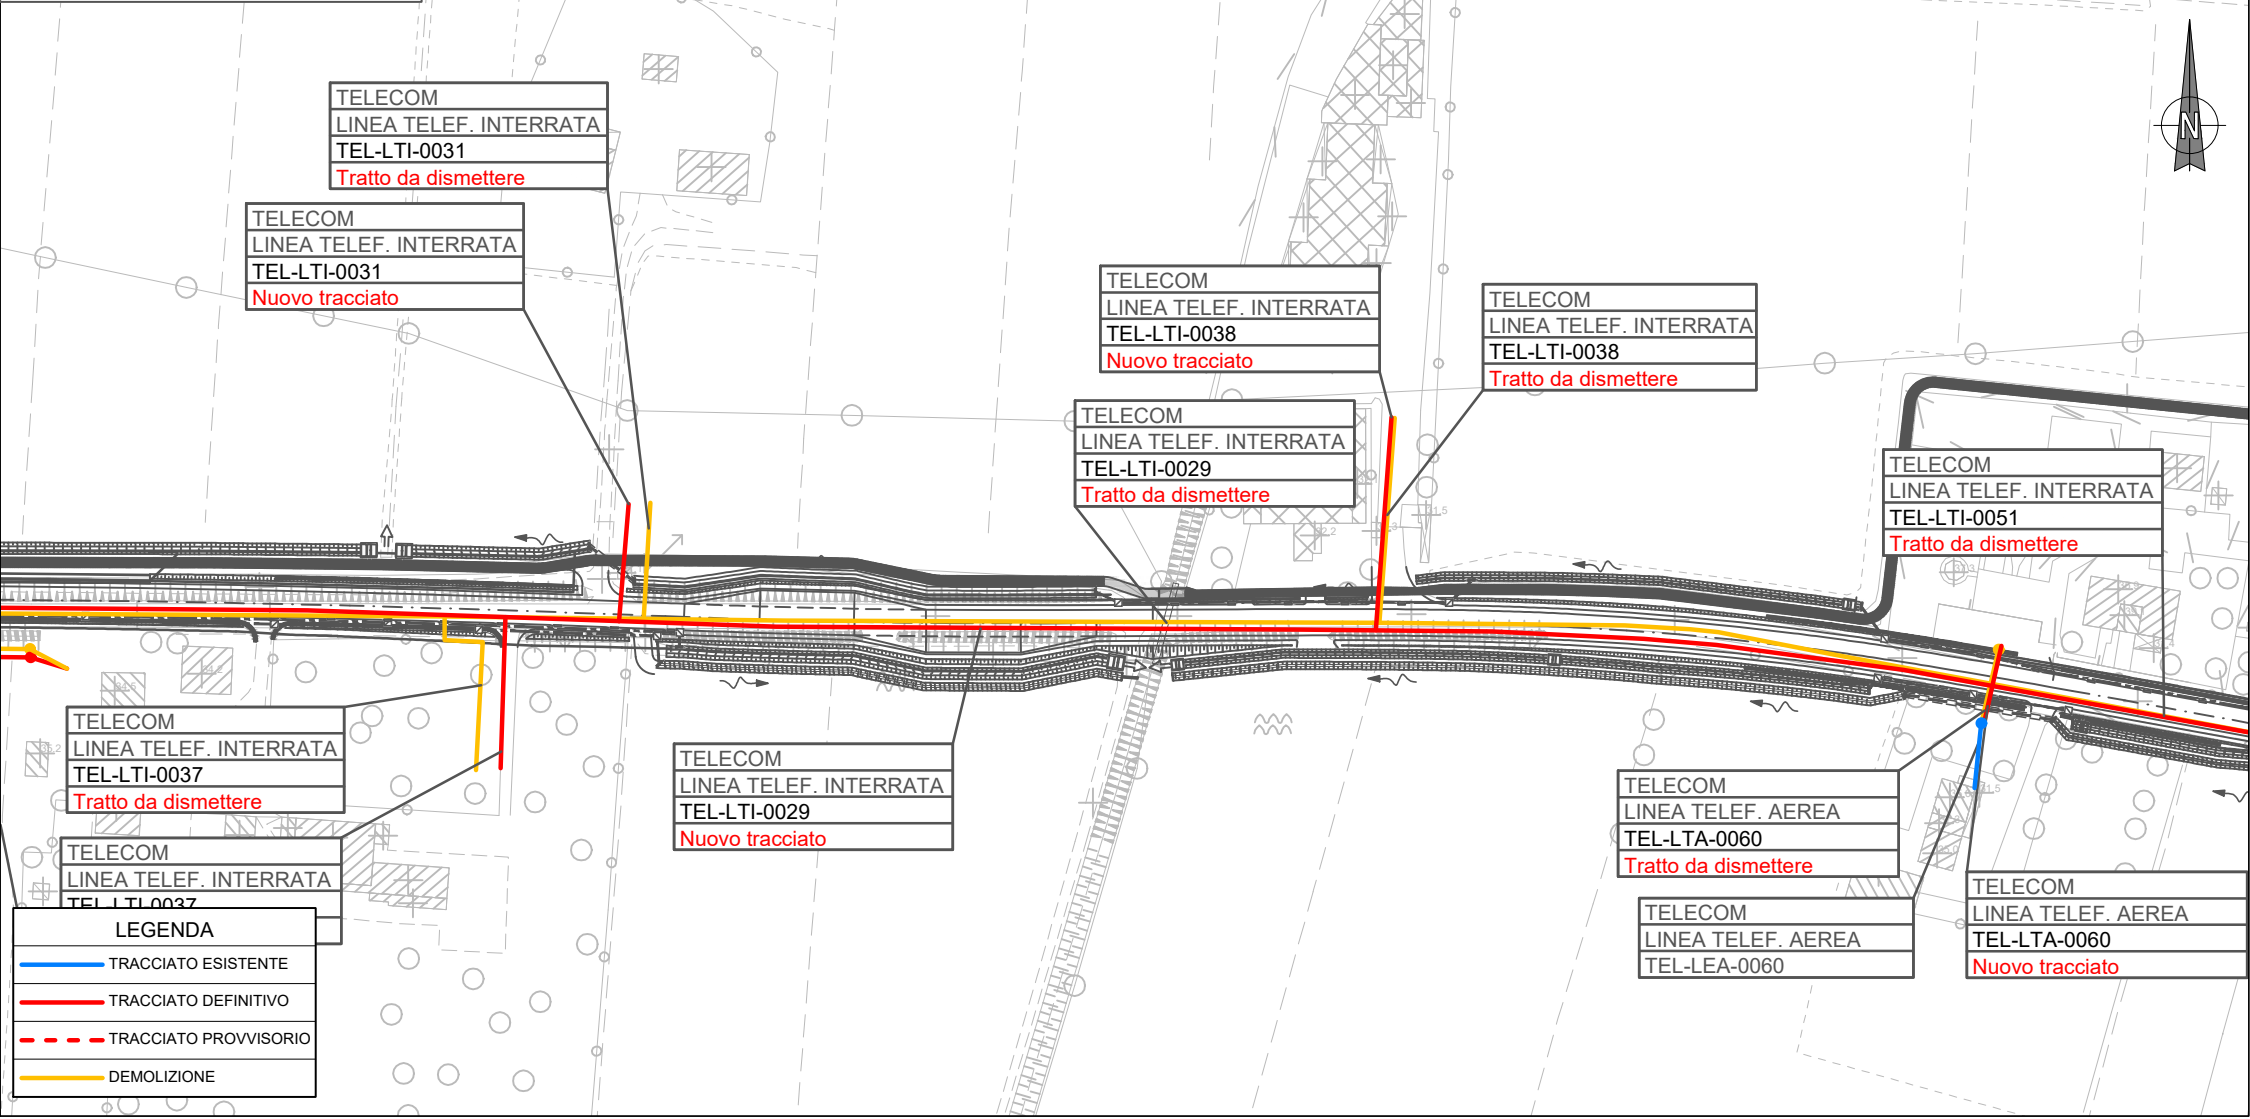 TELECOM
LINEA TELEF. INTERRATA
TEL-LTI-0031
Tratto da dismettere
N
TELECOM
LINEA TELEF. INTERRATA
TEL-LTI-0031
Nuovo tracciato
TELECOM
LINEA TELEF. INTERRATA
TEL-LTI-0038
Nuovo tracciato
TELECOM
LINEA TELEF. INTERRATA
TEL-LTI-0038
Tratto da dismettere
TELECOM
LINEA TELEF. INTERRATA
TEL-LTI-0029
Tratto da dismettere
TELECOM
LINEA TELEF. INTERRATA
TEL-LTI-0051
Tratto da dismettere
TELECOM
LINEA TELEF. INTERRATA
TEL-LTI-0037
Tratto da dismettere
TELECOM
LINEA TELEF. INTERRATA
TEL-LTI-0029
Nuovo tracciato
TELECOM
LINEA TELEF. AEREA
TEL-LTA-0060
Tratto da dismettere
TELECOM
LINEA TELEF. INTERRATA
TEL-LTI-0037
TELECOM
LINEA TELEF. AEREA
TEL-LEA-0060
TELECOM
LINEA TELEF. AEREA
TEL-LTA-0060
Nuovo tracciato
LEGENDA
TRACCIATO ESISTENTE
TRACCIATO DEFINITIVO
TRACCIATO PROVVISORIO
DEMOLIZIONE